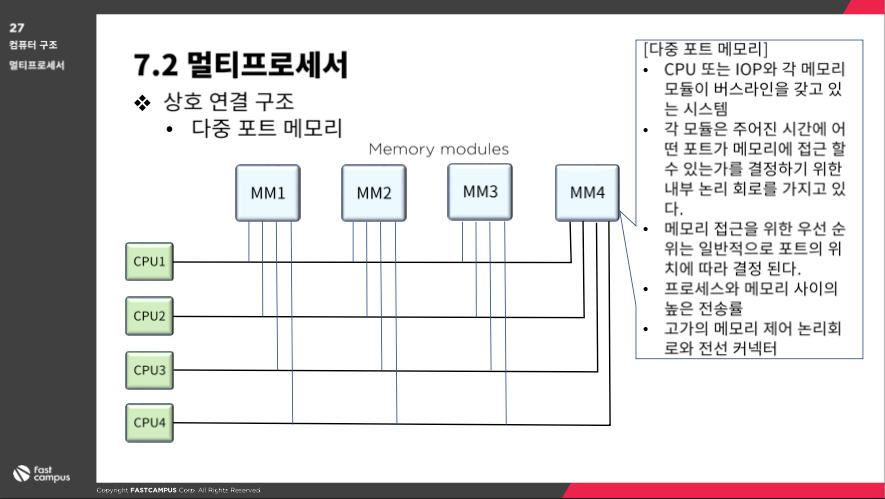 27
컴퓨터 구조
멀티프로세서
7.2 멀티프로세서
❖ 상호 연결 구조
• 다중 포트 메모리
Memory modules
MM1
MM2
MM3
MM4
CPU1
CPU2
CPU3
CPU4
[다중 포트 메모리]
• CPU 또는 IOP와 각 메모리
모듈이 버스라인을 갖고 있
는 시스템
• 각 모듈은 주어진 시간에 어
떤 포트가 메모리에 접근 할
수 있는가를 결정하기 위한
내부 논리 회로를 가지고 있
다.
• 메모리 접근을 위한 우선 순
위는 일반적으로 포트의 위
치에 따라 결정 된다.
• 프로세스와 메모리 사이의
높은 전송률
• 고가의 메모리 제어 논리회
로와 전선 커넥터
fast
campus
Copyright FASTCAMPUS Corp. All Rights Reserved